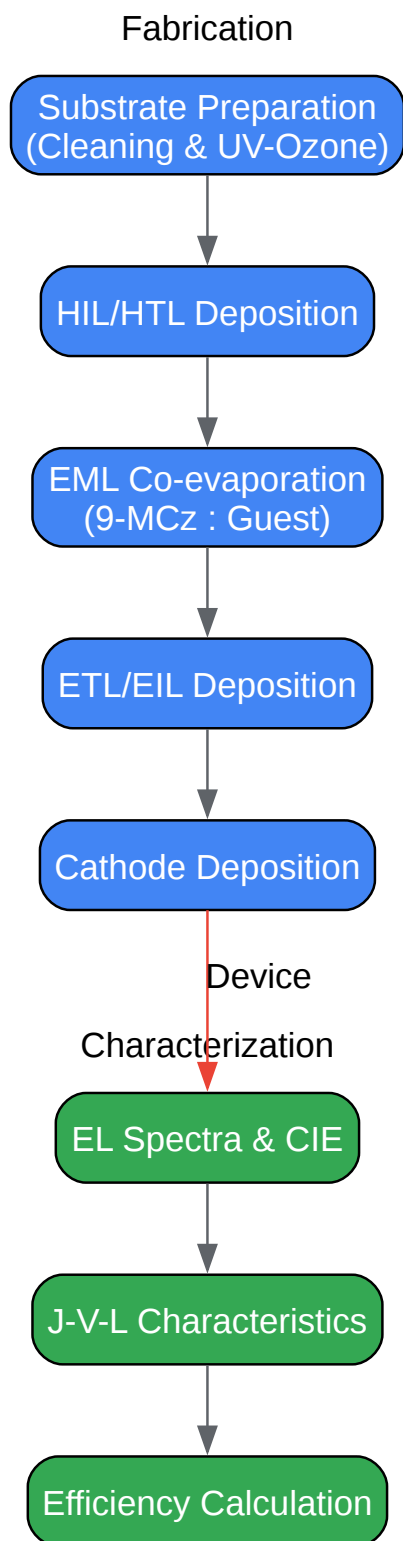 Fabrication
Substrate Preparation
(Cleaning & UV-Ozone)
HIL/HTL Deposition
EML Co-evaporation
(9-MCz : Guest)
ETL/EIL Deposition
Cathode Deposition
Device
Characterization
EL Spectra & CIE
J-V-L Characteristics
Efficiency Calculation